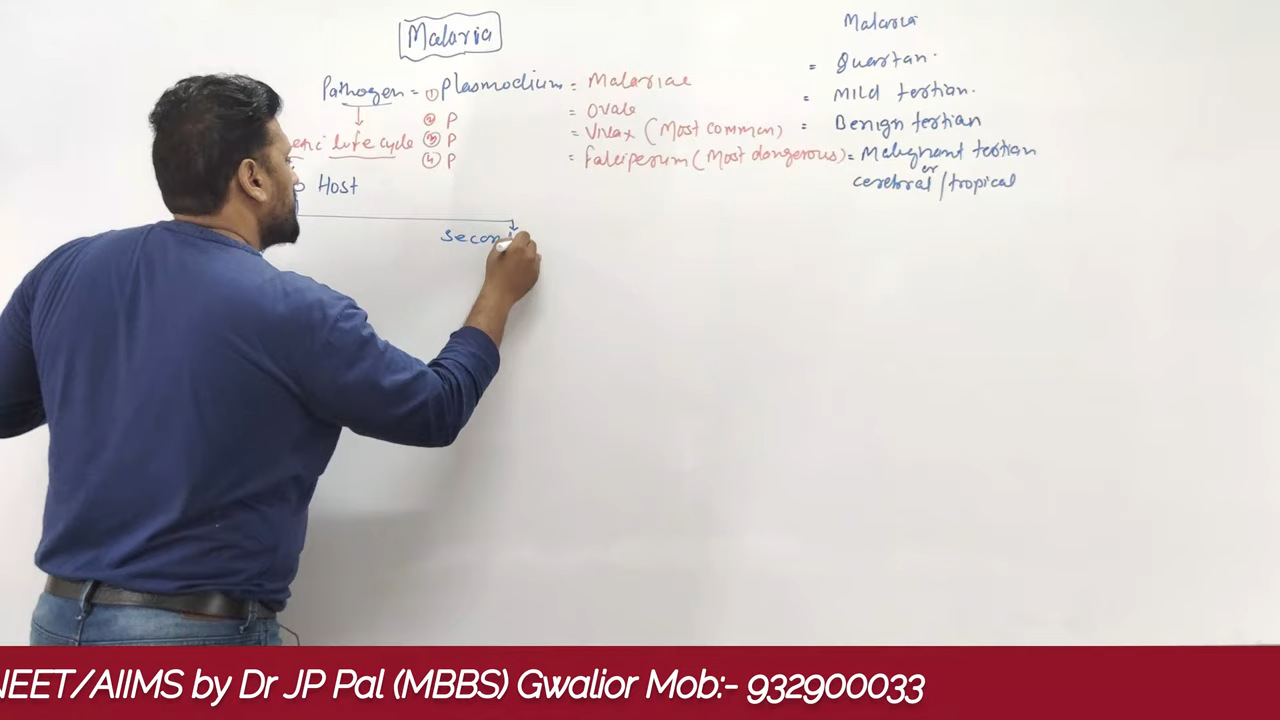 Malaria
Malaria
Pathogen = ① Plasmodium = Malariae = Quartan.
② P = Ovale = Mild tertian.
etic life cycle ③ P = Vivax (Most common) = Benign tertian
④ P = Falciperum (Most dangerous) = Malignant tertian
or
Host cerebral / tropical
Secon
NEET/AIIMS by Dr JP Pal (MBBS) Gwalior Mob:- 932900033